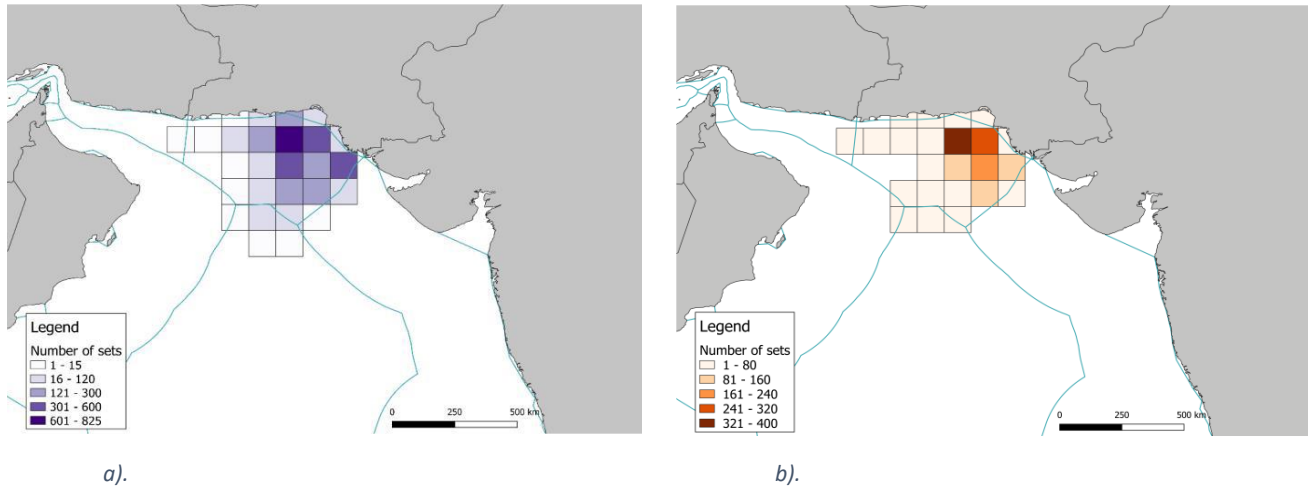 Legend
Number of sets
1 - 15
16 - 120
121 - 300
301 - 600
601 - 825
0 250 500 km
a).
Legend
Number of sets
1 - 80
81 - 160
161 - 240
241 - 320
321 - 400
0 250 500 km
b).